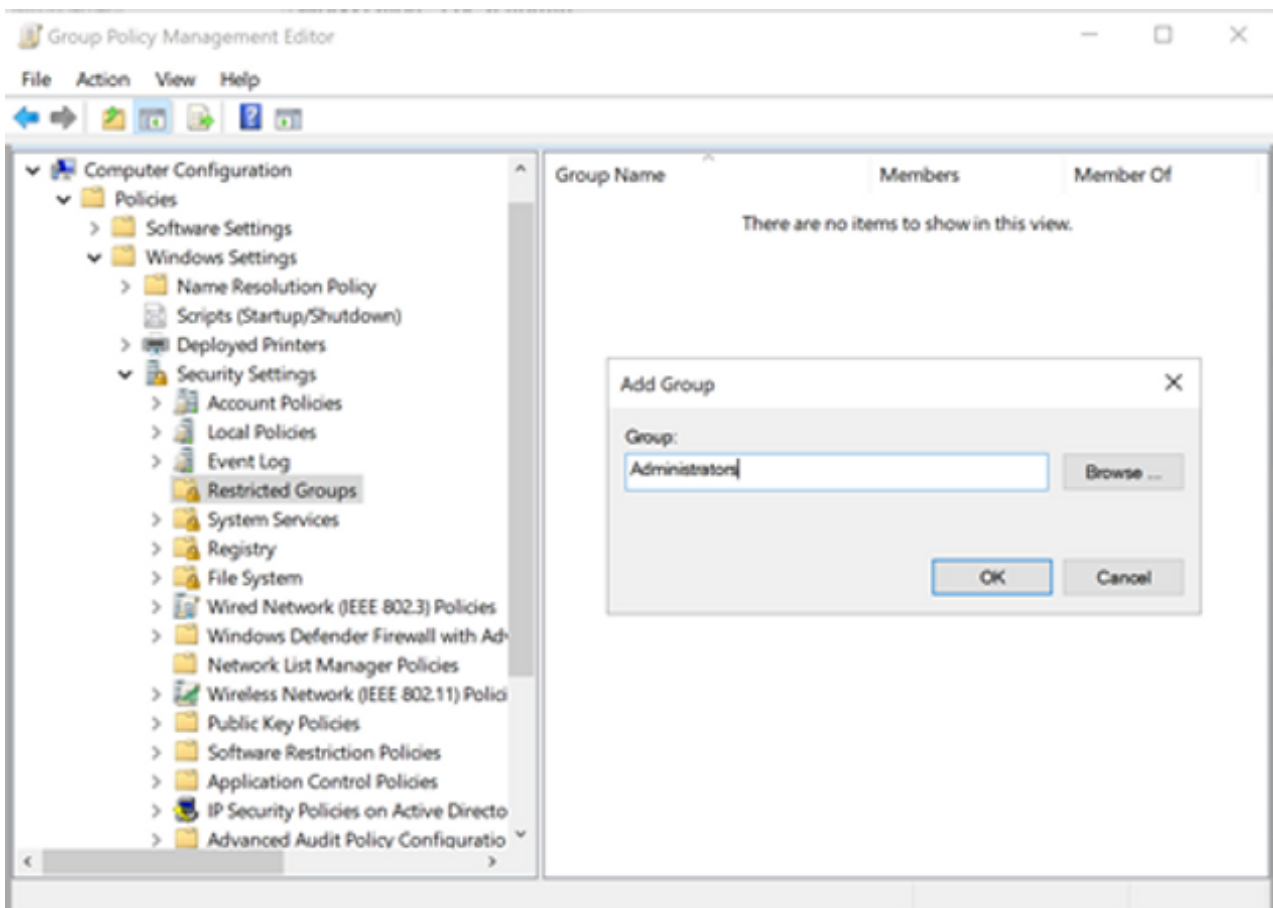 Group Policy Management Editor
File Action View Help
Computer Configuration
Policies
Software Settings
Windows Settings
Name Resolution Policy
Scripts (Startup/Shutdown)
Deployed Printers
Security Settings
Account Policies
Local Policies
Event Log
Restricted Groups
System Services
Registry
File System
Wired Network (IEEE 802.3) Policies
Windows Defender Firewall with Adv
Network List Manager Policies
Wireless Network (IEEE 802.11) Polici
Public Key Policies
Software Restriction Policies
Application Control Policies
IP Security Policies on Active Directo
Advanced Audit Policy Configuratio
Group Name Members Member Of
There are no items to show in this view.
Add Group
Group:
Administrators
Browse ...
OK Cancel